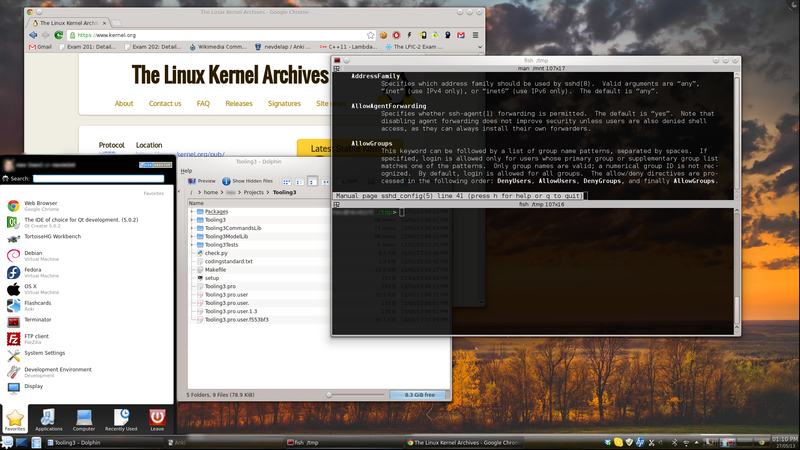 The Linux Kernel Archives - Google Chrome
The Linux Kernel Archives
https://www.kernel.org
Gmail
Exam 201: Detail...
Exam 202: Detail...
Wikimedia Comm...
nevdelap / Anki
C++11 - Lambda...
The LPIC-2 Exam ...
The Linux Kernel Archives
About
Contact us
FAQ
Releases
Signatures
Site
Protocol
Location
fish /tmp
man /mnt 107x17
AddressFamily
Specifies which address family should be used by sshd(8). Valid arguments are “any”,
“inet” (use IPv4 only), or “inet6” (use IPv6 only). The default is “any”.
AllowAgentForwarding
Specifies whether ssh-agent(1) forwarding is permitted. The default is “yes”. Note that
disabling agent forwarding does not improve security unless users are also denied shell
access, as they can always install their own forwarders.
AllowGroups
This keyword can be followed by a list of group name patterns, separated by spaces. If
specified, login is allowed only for users whose primary group or supplementary group list
matches one of the patterns. Only group names are valid; a numerical group ID is not rec-
ognized. By default, login is allowed for all groups. The allow/deny directives are pro-
cessed in the following order: DenyUsers, AllowUsers, DenyGroups, and finally AllowGroups.
Manual page sshd_config(5) line 41 (press h for help or q to quit)
fish /tmp 107x16
/tmp>
Search:
Favorites
Web Browser
Google Chrome
The IDE of choice for Qt development. (5.0.2)
Qt Creator 5.0.2
TortoiseHG Workbench
Debian
Virtual Machine
Fedora
Virtual Machine
OS X
Virtual Machine
Flashcards
Anki
Terminator
FTP client
FileZilla
System Settings
Development Environment
Development
Display
Favorites
Applications
Computer
Recently Used
Leave
Tooling3 – Dolphin
Help
Preview
Show Hidden Files
/
home
Projects
Tooling3
Name
Packages
Tooling3
Tooling3CommandsLib
Tooling3ModelLib
Tooling3Tests
check.py
codingstandard.txt
Makefile
setup
Tooling3.pro
Tooling3.pro.user
Tooling3.pro.user.
Tooling3.pro.user.1.3
Tooling3.pro.user.f553bf3
5 Folders, 9 Files (78.9 KiB)
8.3 GiB free
Tooling3 – Dolphin
Anki
fish /tmp
The Linux Kernel Archives - Google Chrom
01:10 PM
27/05/13